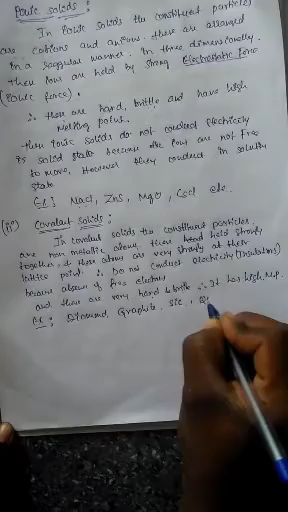 Ionic solids :
In Ionic solids the constituent particles
are cations and anions. these are arranged
in a reggular manner. In three dimensionally.
then ions are held by strong Electrostatic force
(Ionic force).
∴ these are hard, brittle and have high
melting point.
these ionic solids do not conduct electricity
in solid state because the ions are not free
to move, However they conduct in solution
state
Ex: Nacl, ZnS, MgO, Cscl etc.
Covalent solids :
In covalent solids the constituent particles
are non metallic atoms, these held strongly
together. these atoms are very strongly at their
lattice point. ∴ Do not conduct electricity (Insulators)
because absence of free electrons
and these are very hard & brittle ∴ It has high M.P.
Ex: Diamond, Graphite, SiC,